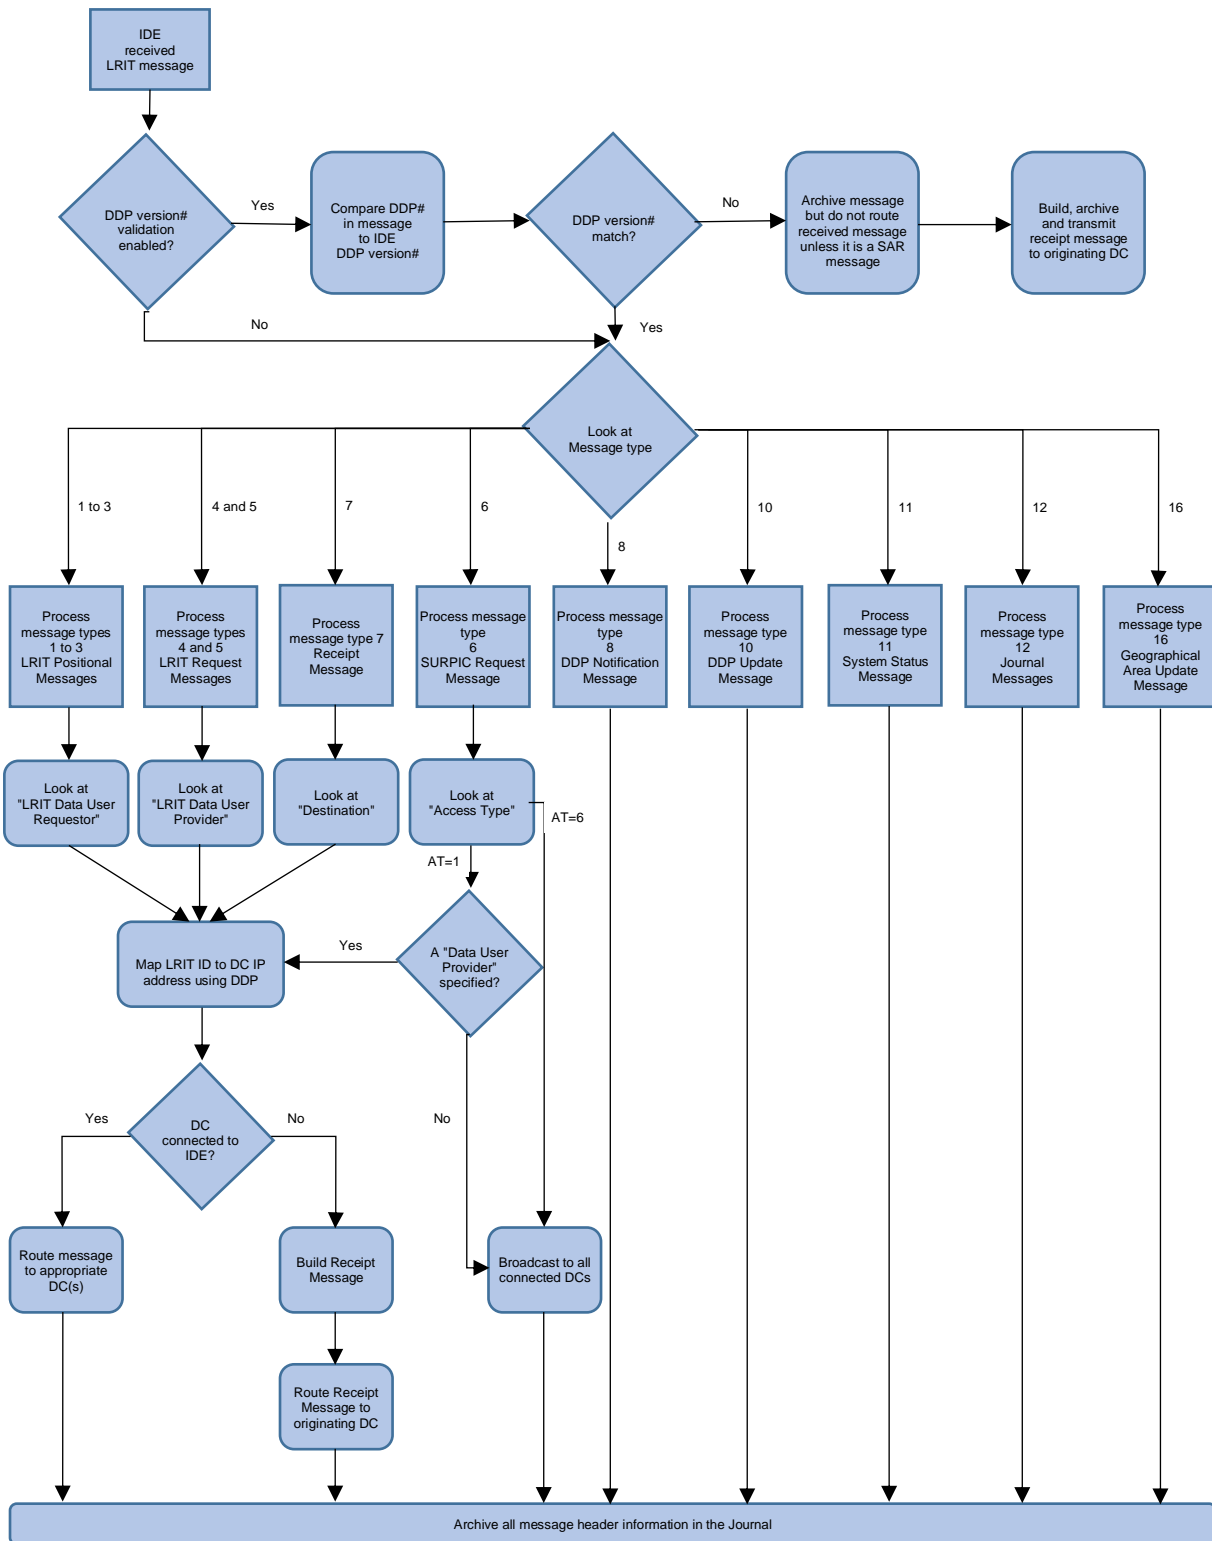 IDE
received
LRIT message
DDP version#
validation
enabled?
Yes
Compare DDP#
in message
to IDE
DDP version#
DDP version#
match?
No
Archive message
but do not route
received message
unless it is a SAR
message
Build, archive
and transmit
receipt message
to originating DC
No
Yes
Look at
Message type
1 to 3
4 and 5
7
6
8
10
11
12
16
Process
message types
1 to 3
LRIT Positional
Messages
Process
message types
4 and 5
LRIT Request
Messages
Process
message type 7
Receipt
Message
Process message
type
6
SURPIC Request
Message
Process message
type
8
DDP Notification
Message
Process
message type
10
DDP Update
Message
Process
message type
11
System Status
Message
Process
message type
12
Journal
Messages
Process
message type
16
Geographical
Area Update
Message
Look at
"LRIT Data User
Requestor"
Look at
"LRIT Data User
Provider"
Look at
"Destination"
Look at
"Access Type"
AT=6
AT=1
Map LRIT ID to DC IP
address using DDP
Yes
A "Data User
Provider"
specified?
Yes
DC
connected to
IDE?
No
No
Route message
to appropriate
DC(s)
Build Receipt
Message
Broadcast to all
connected DCs
Route Receipt
Message to
originating DC
Archive all message header information in the Journal